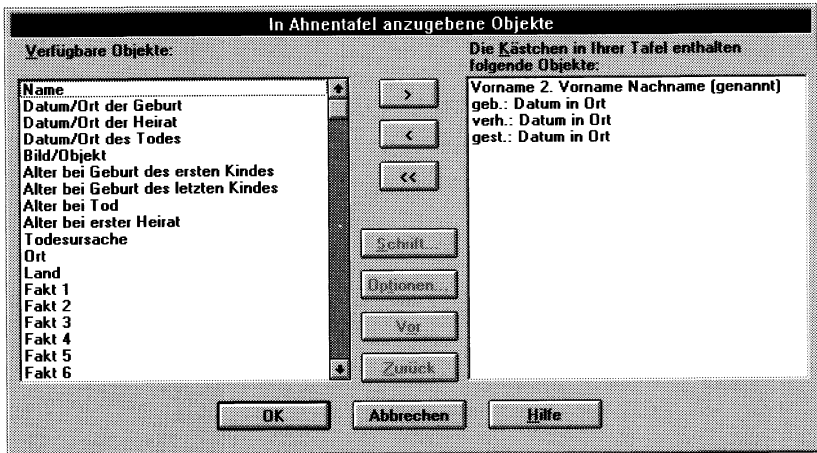 In Ahnentafel anzugebene Objekte
Verfügbare Objekte:
Name
Datum/Ort der Geburt
Datum/Ort der Heirat
Datum/Ort des Todes
Bild/Objekt
Alter bei Geburt des ersten Kindes
Alter bei Geburt des letzten Kindes
Alter bei Tod
Alter bei erster Heirat
Todesursache
Ort
Land
Fakt 1
Fakt 2
Fakt 3
Fakt 4
Fakt 5
Fakt 6
>
<
<<
Schrift...
Optionen...
Vor
Zurück
Die Kästchen in Ihrer Tafel enthalten
folgende Objekte:
Vorname 2. Vorname Nachname (genannt)
geb.: Datum in Ort
verh.: Datum in Ort
gest.: Datum in Ort
OK
Abbrechen
Hilfe